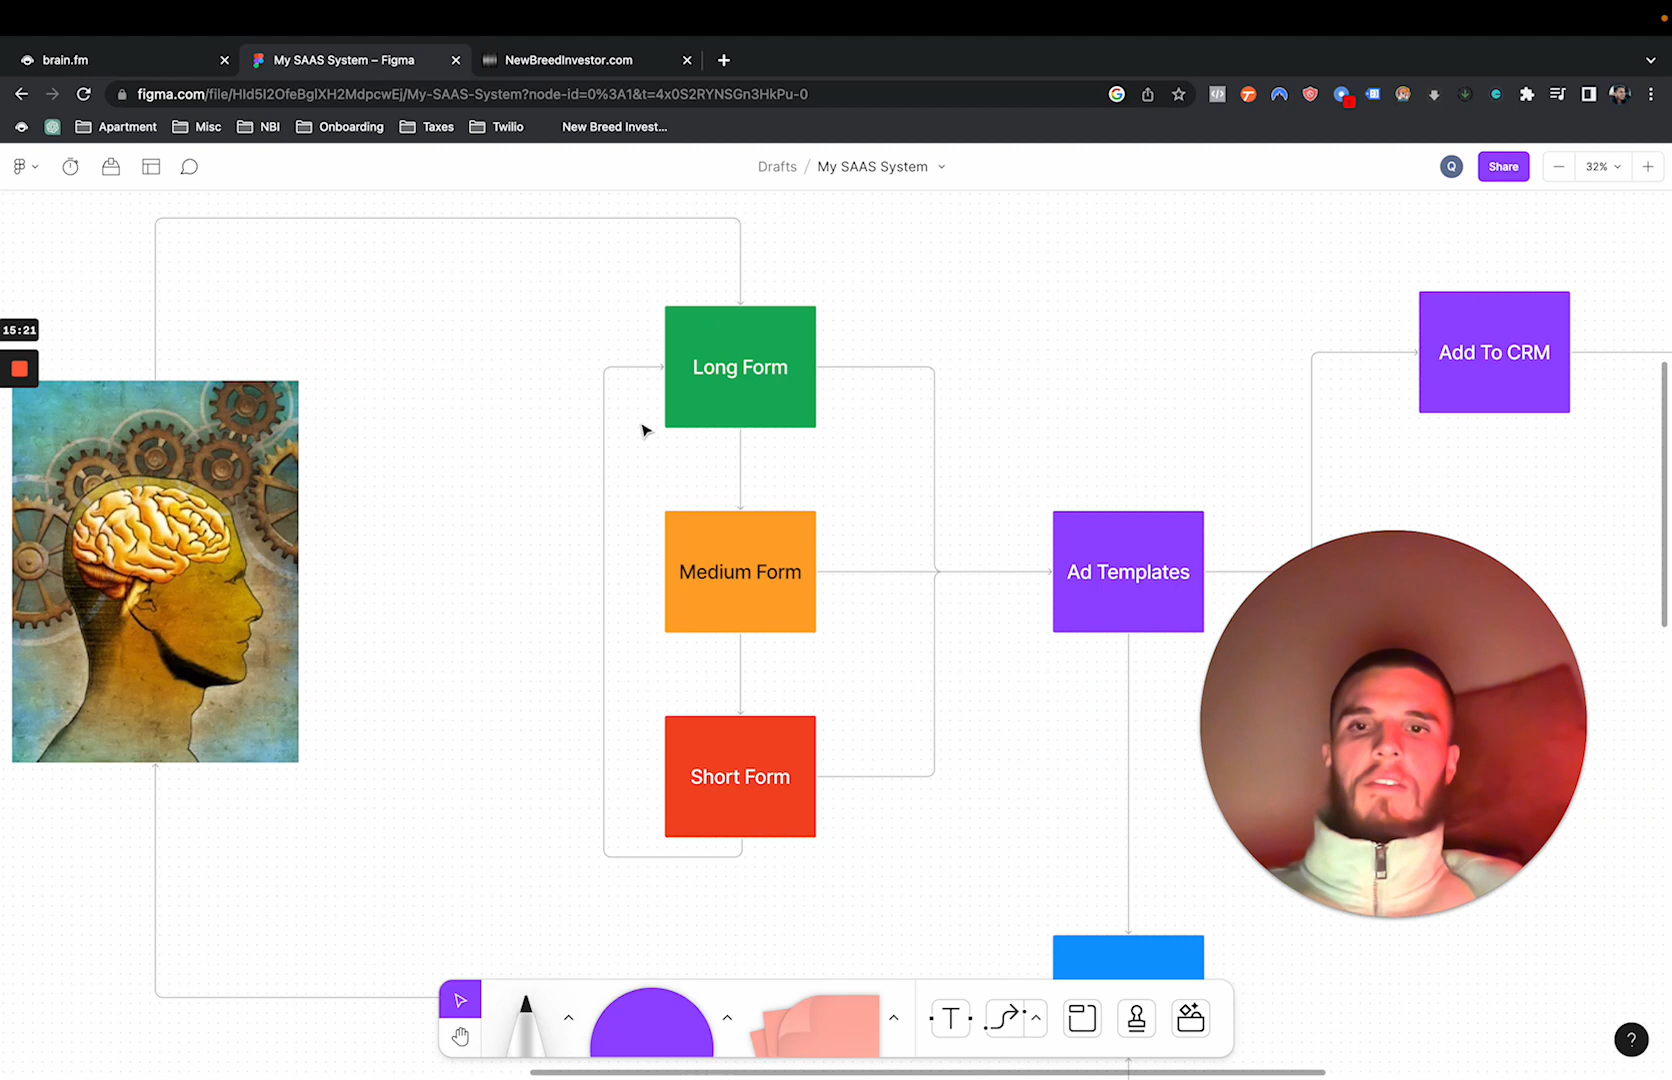 brain.fm
My SAAS System – Figma
NewBreedInvestor.com
figma.com/file/HId5I2OfeBglXH2MdpcwEj/My-SAAS-System?node-id=0%3A1&t=4x0S2RYNSGn3HkPu-0
Apartment
Misc
NBI
Onboarding
Taxes
Twilio
New Breed Invest...
Drafts / My SAAS System
Q
Share
32%
15:21
Long Form
Add To CRM
Medium Form
Ad Templates
Short Form
T
?